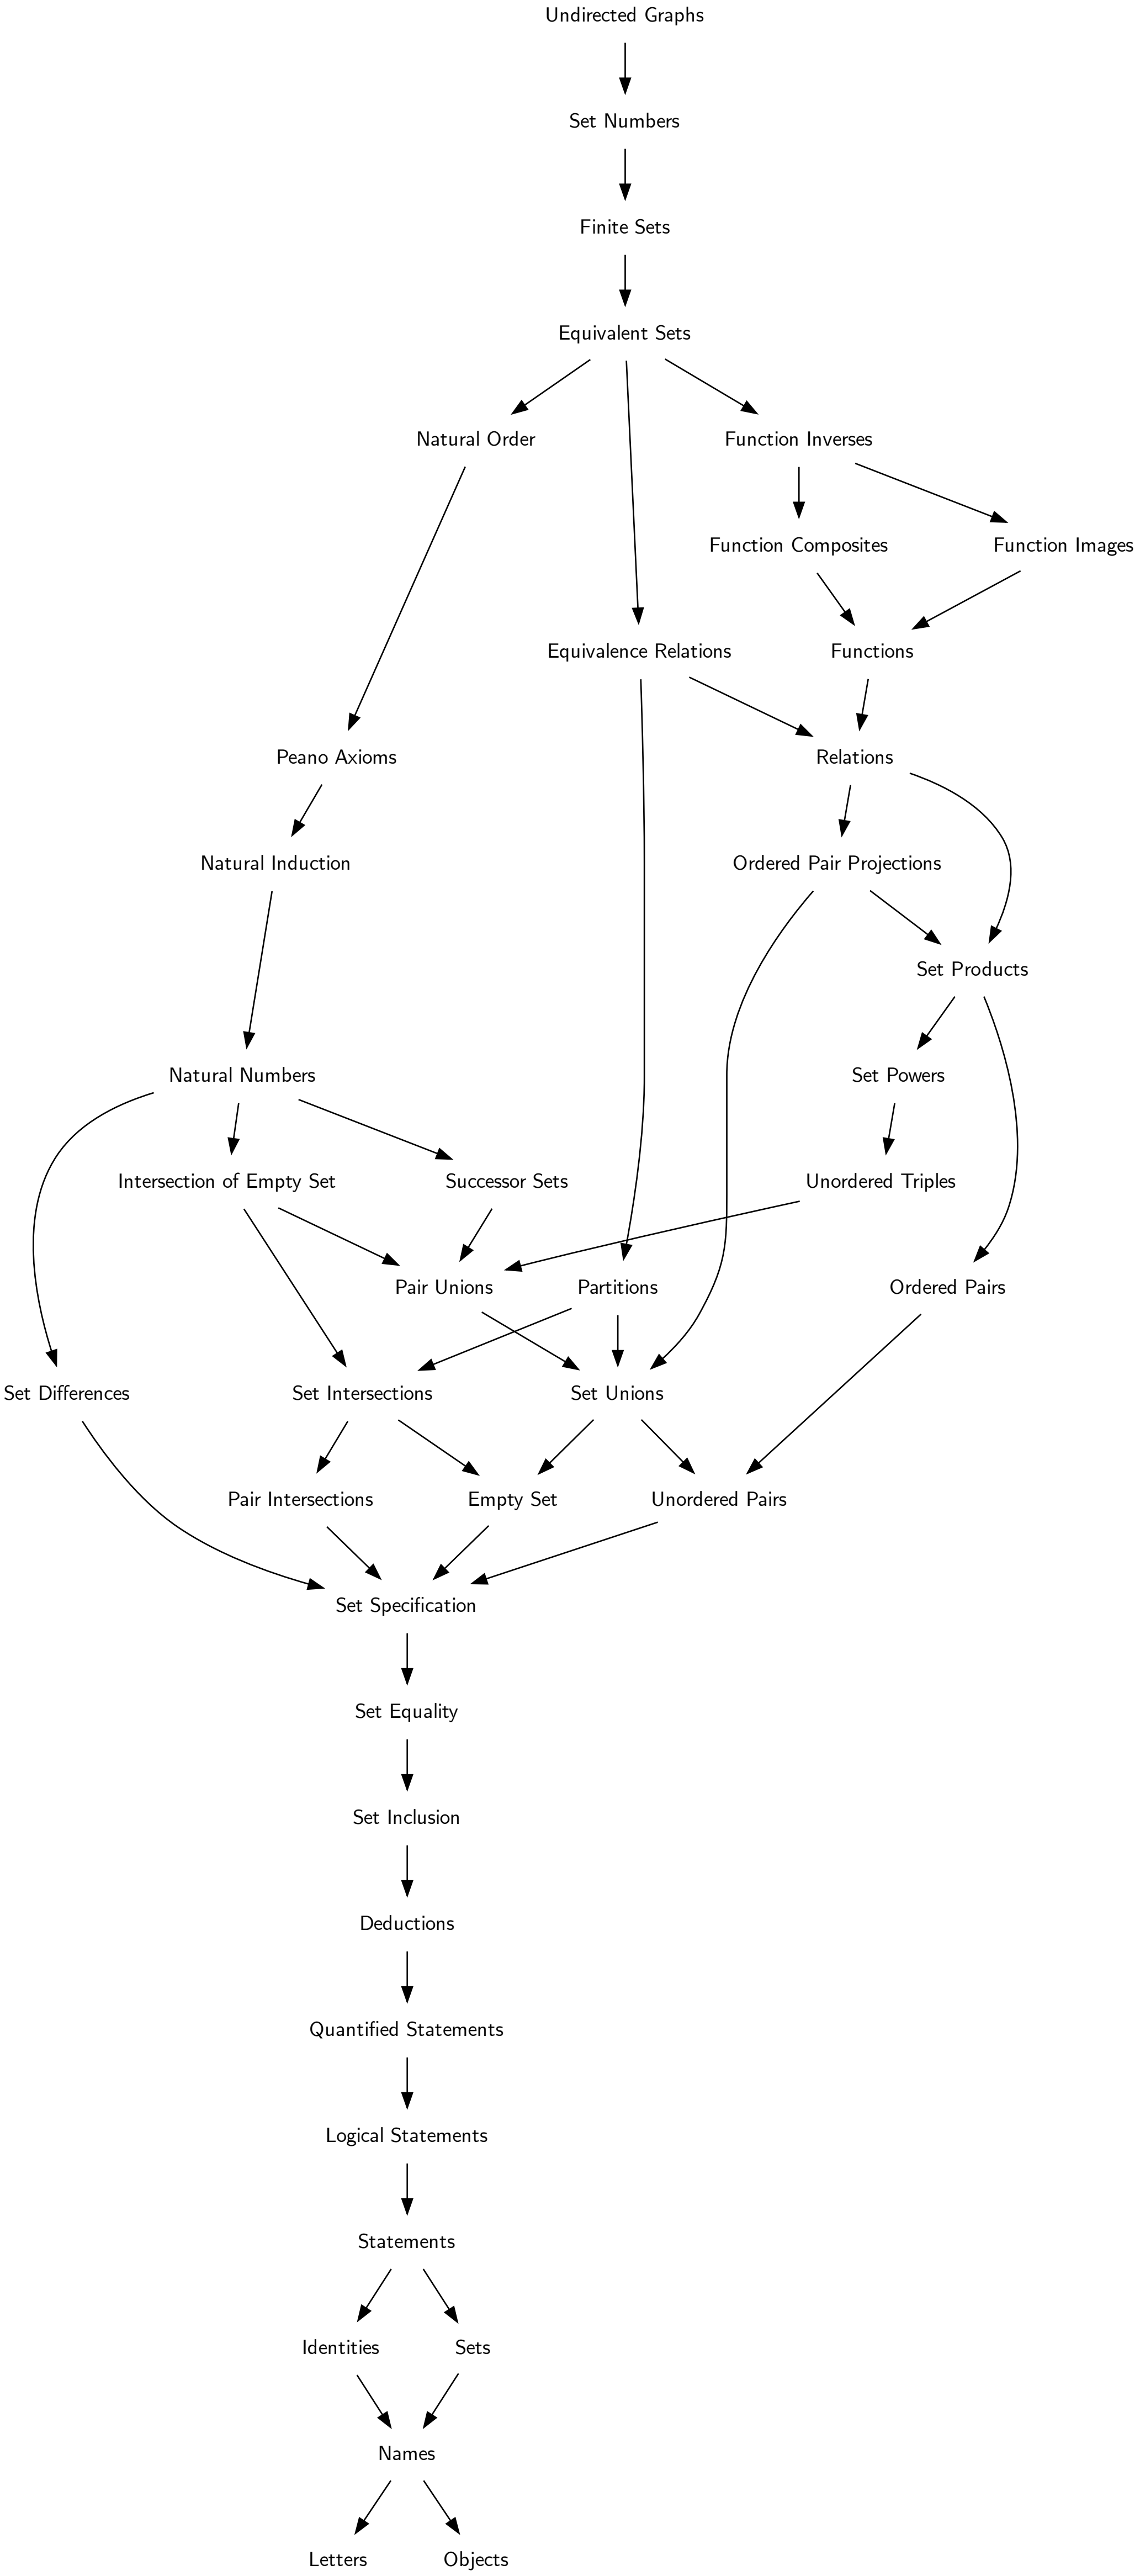 Undirected Graphs
Set Numbers
Finite Sets
Equivalent Sets
Natural Order
Function Inverses
Function Composites
Function Images
Equivalence Relations
Functions
Peano Axioms
Relations
Natural Induction
Ordered Pair Projections
Set Products
Natural Numbers
Set Powers
Intersection of Empty Set
Successor Sets
Unordered Triples
Pair Unions
Partitions
Ordered Pairs
Set Differences
Set Intersections
Set Unions
Pair Intersections
Empty Set
Unordered Pairs
Set Specification
Set Equality
Set Inclusion
Deductions
Quantified Statements
Logical Statements
Statements
Identities
Sets
Names
Letters
Objects